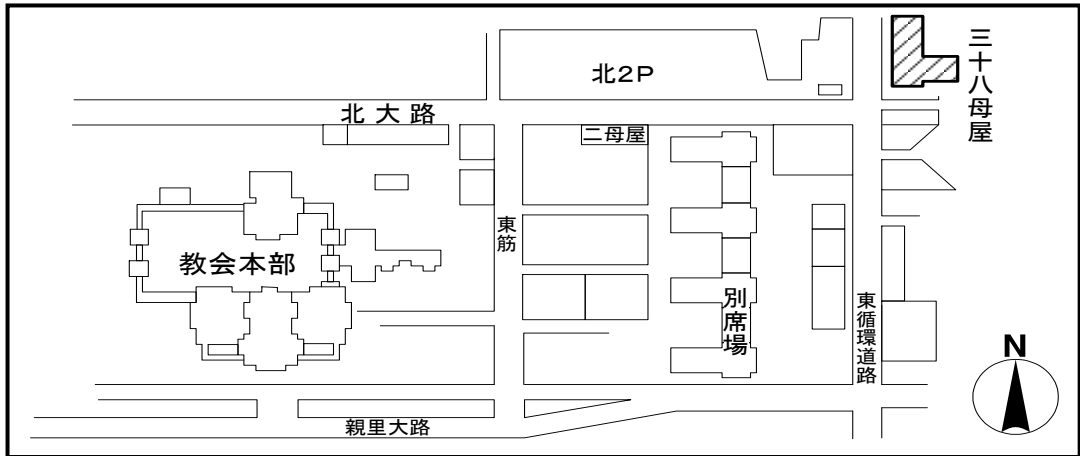 三十八母屋
北2P
北大路
二母屋
東筋
教会本部
別席場
東循環道路
N
親里大路